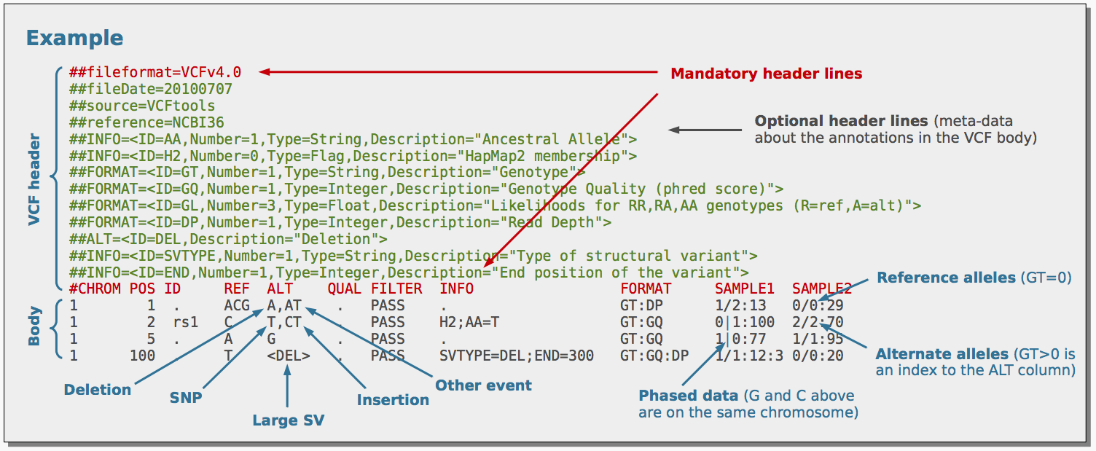 Example
##fileformat=VCFv4.0
##fileDate=20100707
##source=VCFtools
##reference=NCBI36
##INFO=<ID=AA,Number=1,Type=String,Description="Ancestral Allele">
##INFO=<ID=H2,Number=0,Type=Flag,Description="HapMap2 membership">
##FORMAT=<ID=GT,Number=1,Type=String,Description="Genotype">
##FORMAT=<ID=GQ,Number=1,Type=Integer,Description="Genotype Quality (phred score)">
##FORMAT=<ID=GL,Number=3,Type=Float,Description="Likelihoods for RR,RA,AA genotypes (R=ref,A=alt)">
##FORMAT=<ID=DP,Number=1,Type=Integer,Description="Read Depth">
##ALT=<ID=DEL,Description="Deletion">
##INFO=<ID=SVTYPE,Number=1,Type=String,Description="Type of structural variant">
##INFO=<ID=END,Number=1,Type=Integer,Description="End position of the variant">
#CHROM POS ID REF ALT QUAL FILTER INFO FORMAT SAMPLE1 SAMPLE2
1 1 . ACG A,AT . PASS . GT:DP 1/2:13 0/0:29
1 2 rs1 C T,CT . PASS H2;AA=T GT:GQ 0|1:100 2/2:70
1 5 . A G . PASS . GT:GQ 1|0:77 1/1:95
1 100 T <DEL> . PASS SVTYPE=DEL;END=300 GT:GQ:DP 1/1:12:3 0/0:20
VCF header
Body
Mandatory header lines
Optional header lines (meta-data
about the annotations in the VCF body)
Reference alleles (GT=0)
Alternate alleles (GT>0 is
an index to the ALT column)
Phased data (G and C above
are on the same chromosome)
Deletion
SNP
Large SV
Insertion
Other event